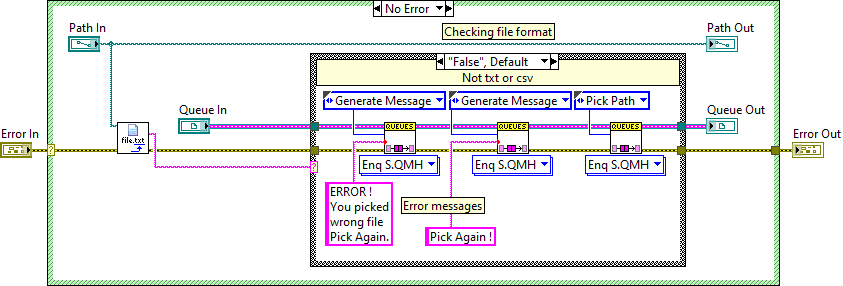 No Error
Path In
Checking file format
Path Out
"False", Default
Not txt or csv
Generate Message
Generate Message
Pick Path
Queue In
Queue Out
Error In
file.txt
QUEUES
QUEUES
QUEUES
Error Out
?
?
Enq S.QMH
Enq S.QMH
Enq S.QMH
ERROR !
You picked
wrong file
Pick Again.
Error messages
Pick Again !